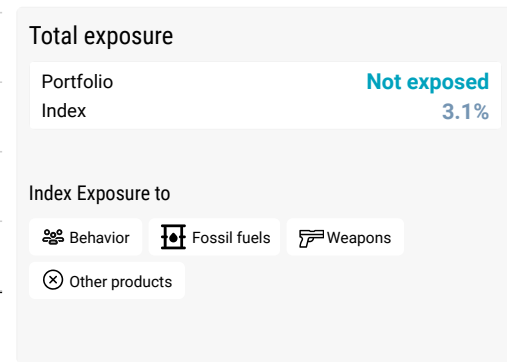 Total exposure
Portfolio Not exposed
Index 3.1%
Index Exposure to
Behavior Fossil fuels Weapons
Other products